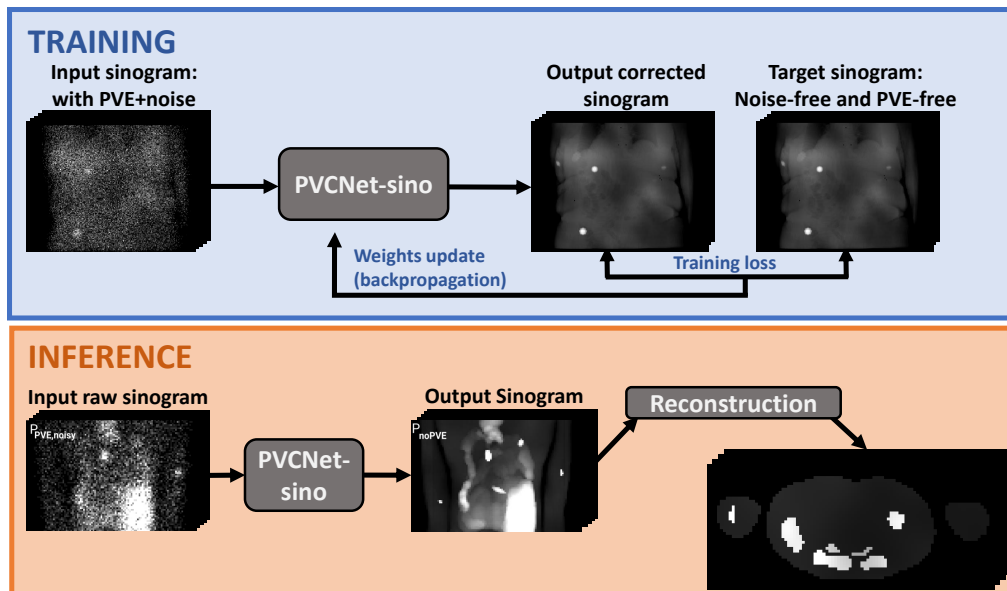 TRAINING
Input sinogram:
with PVE+noise
Output corrected
sinogram
Target sinogram:
Noise-free and PVE-free
PVCNet-sino
Weights update
(backpropagation)
Training loss
INFERENCE
Input raw sinogram
Output Sinogram
Reconstruction
PPVE,noisy
PnoPVE
PVCNet-
sino